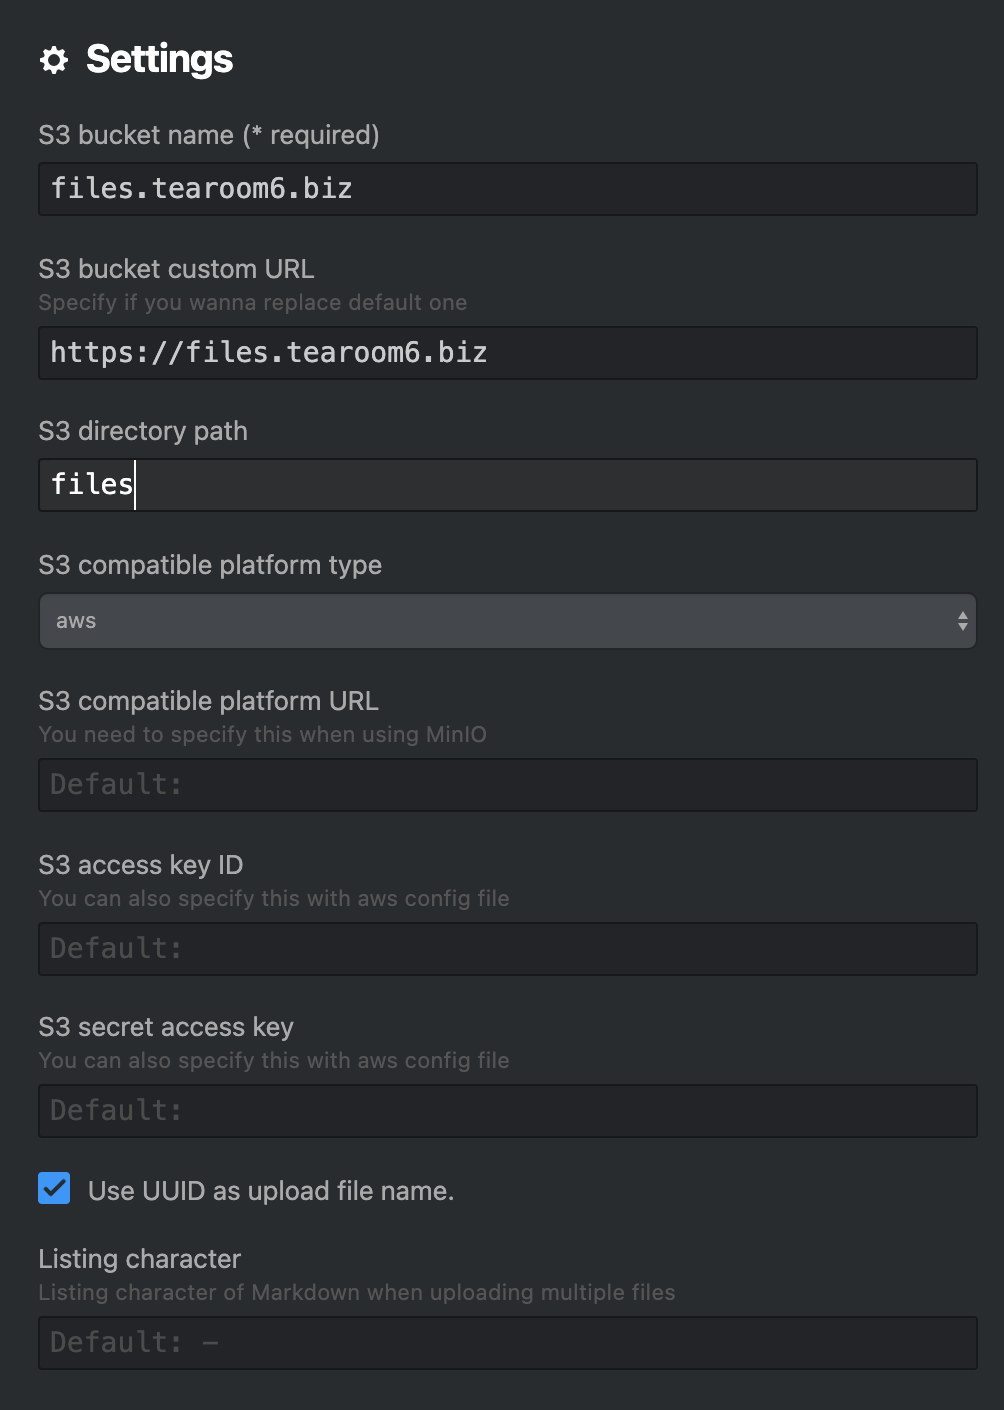 Settings
S3 bucket name (* required)
files.tearoom6.biz
S3 bucket custom URL
Specify if you wanna replace default one
https://files.tearoom6.biz
S3 directory path
files
S3 compatible platform type
aws
S3 compatible platform URL
You need to specify this when using MinIO
Default:
S3 access key ID
You can also specify this with aws config file
Default:
S3 secret access key
You can also specify this with aws config file
Default:
Use UUID as upload file name.
Listing character
Listing character of Markdown when uploading multiple files
Default: -